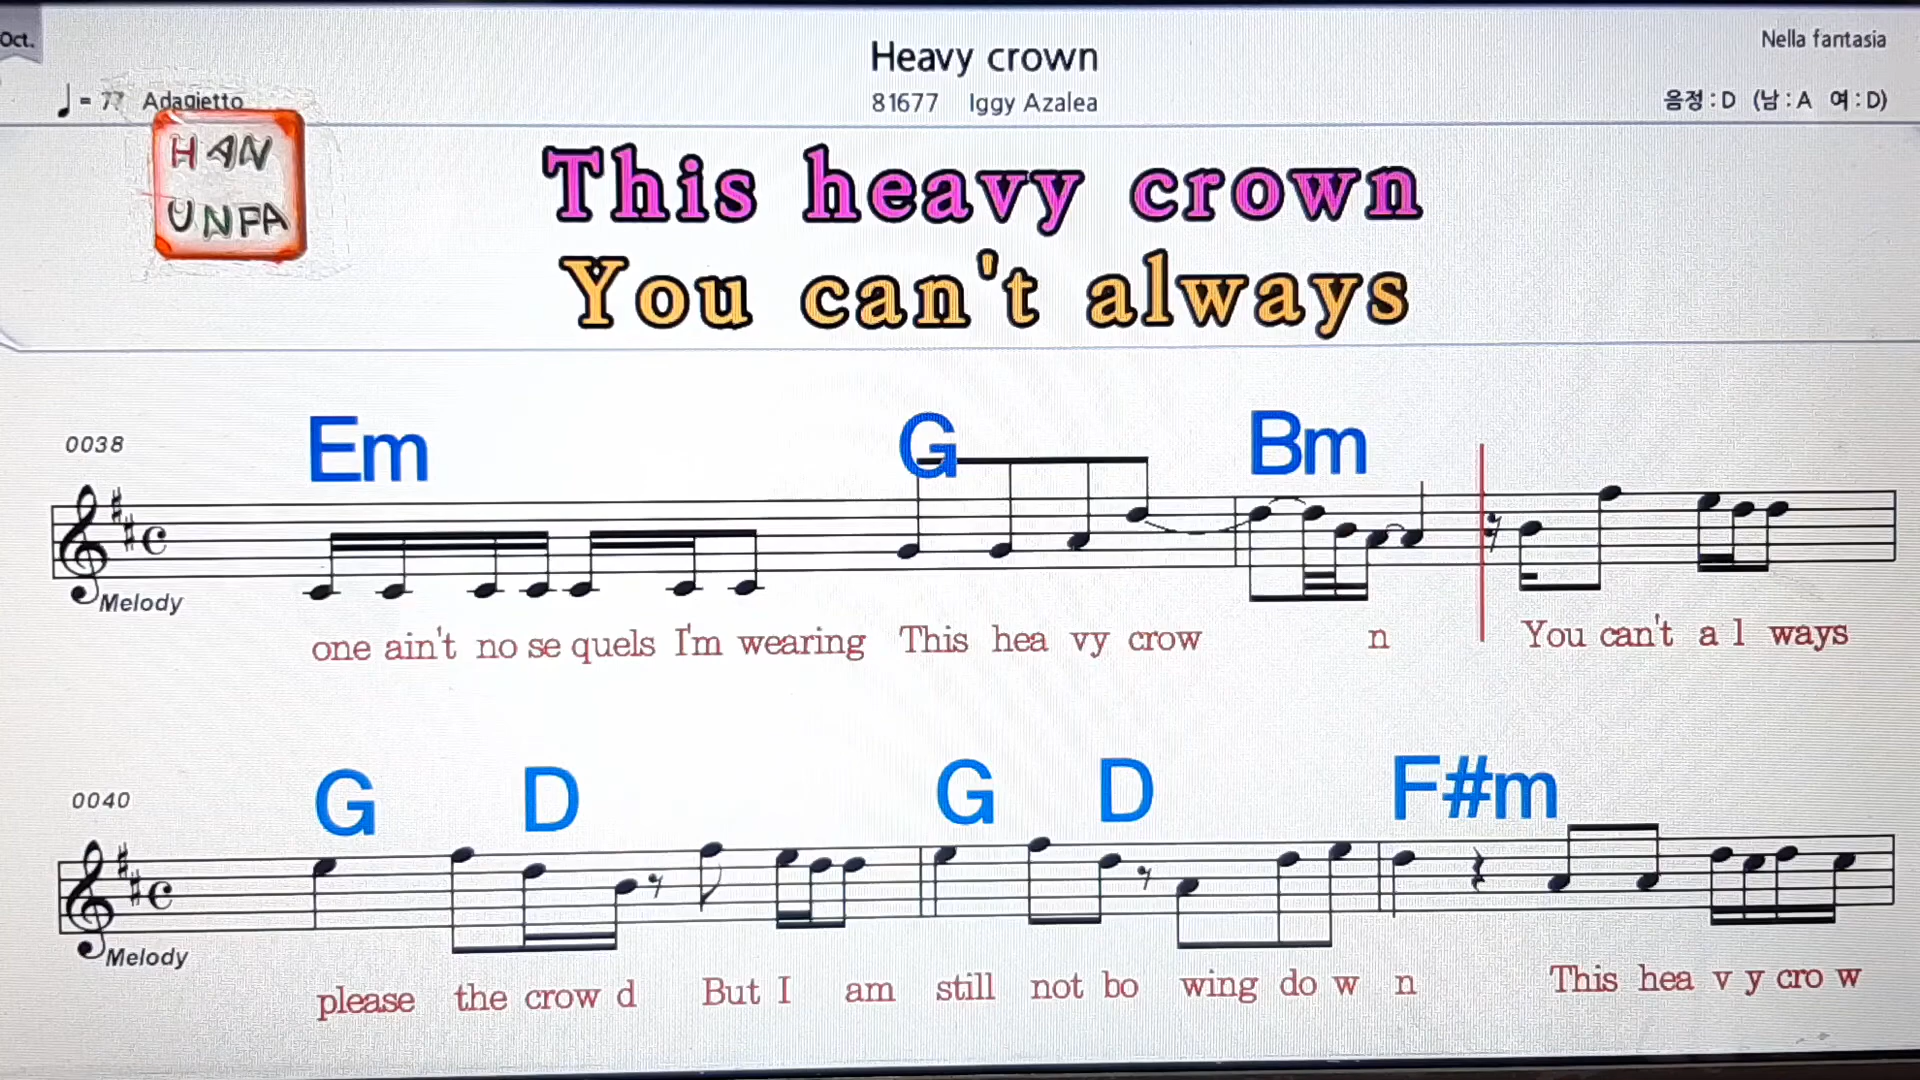 Oct.
Heavy crown
Nella fantasia
♩ = 77 Adagietto
81677 Iggy Azalea
음정 : D (남 : A 여 : D)
HAN
UNFA
This heavy crown
You can't always
Em G Bm
0038
Melody
one ain't no se quels I'm wearing This hea vy crow n You can't a l ways
G D G D F#m
0040
Melody
please the crow d But I am still not bo wing do w n This hea v y cro w